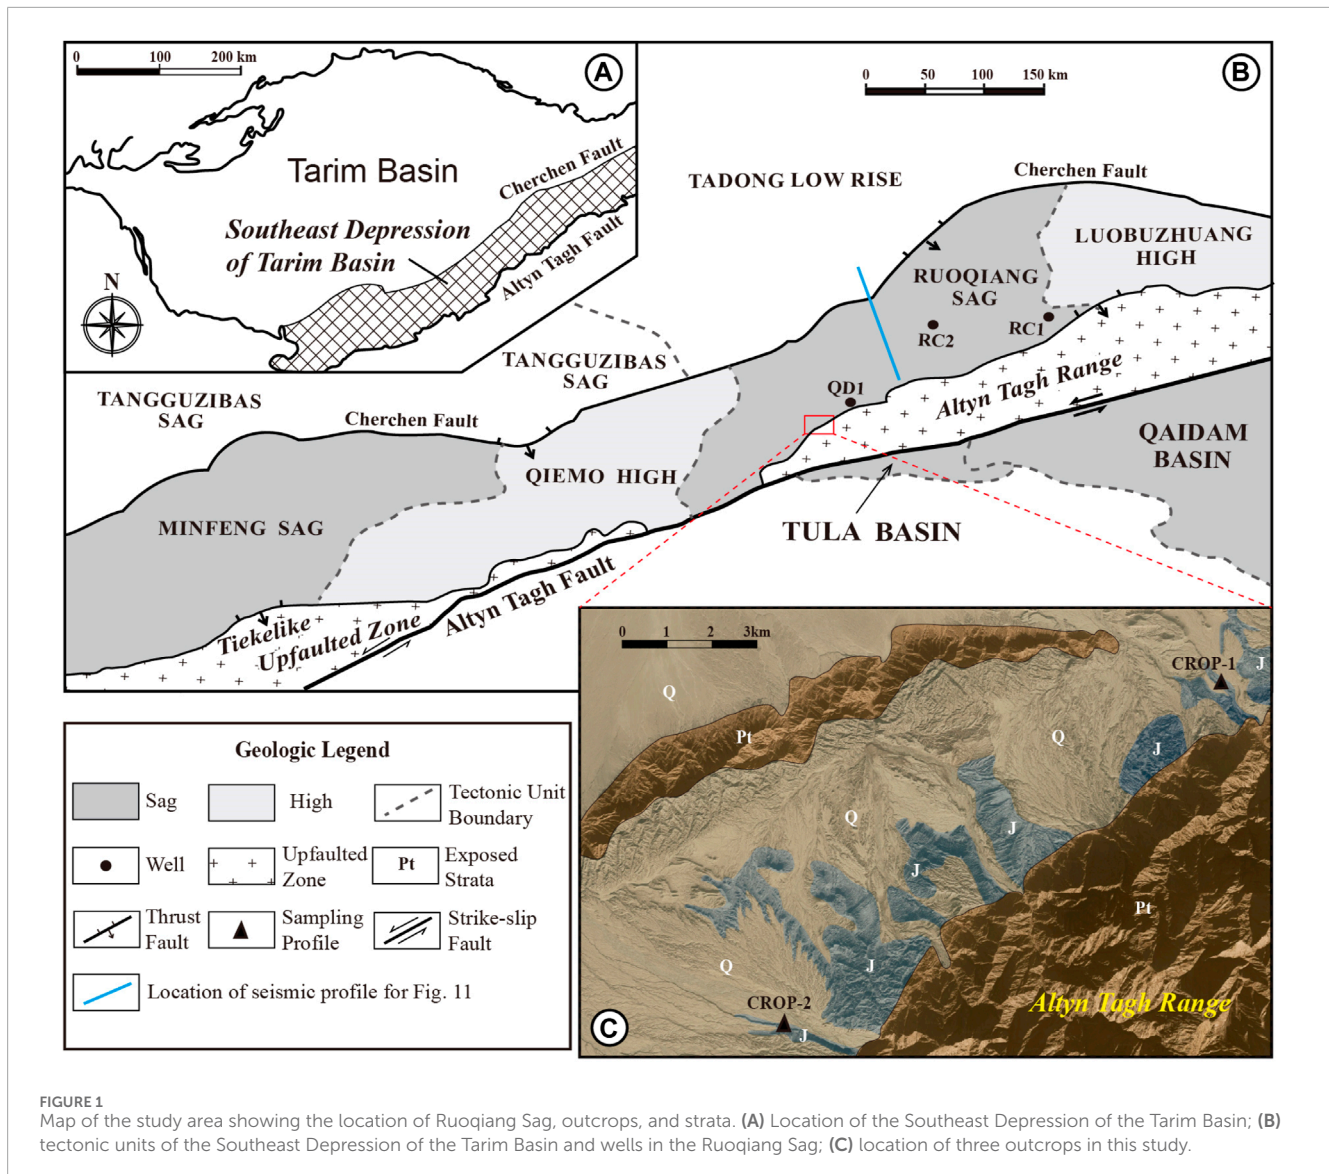 0 100 200 km
A
Tarim Basin
Cherchen Fault
Southeast Depression
of Tarim Basin
Altyn Tagh Fault
N
B
0 50 100 150 km
TADONG LOW RISE
Cherchen Fault
LUOBUZHUANG
HIGH
RUOQIANG
SAG
RC1
RC2
TANGGUZIBAS
SAG
TANGGUZIBAS
SAG
Cherchen Fault
QD1
Altyn Tagh Range
QAIDAM
BASIN
QIEMO HIGH
MINFENG SAG
TULA BASIN
Altyn Tagh Fault
Tiekelike
Upfaulted Zone
0 1 2 3km
CROP-1
J
Q
Pt
Q
J
Q
J
J
Pt
Q
J
CROP-2
J
Altyn Tagh Range
C
Geologic Legend
Sag
High
Tectonic Unit
Boundary
Well
Upfaulted
Zone
Pt
Exposed
Strata
Thrust
Fault
Sampling
Profile
Strike-slip
Fault
Location of seismic profile for Fig. 11
FIGURE 1
Map of the study area showing the location of Ruoqiang Sag, outcrops, and strata. (A) Location of the Southeast Depression of the Tarim Basin; (B)
tectonic units of the Southeast Depression of the Tarim Basin and wells in the Ruoqiang Sag; (C) location of three outcrops in this study.